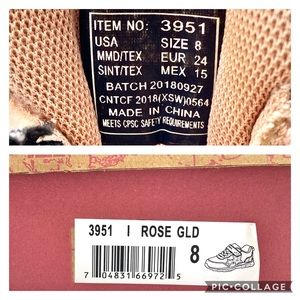 ITEM NO: 3951
USA SIZE 8
MMD/TEX EUR 24
SINT/TEX MEX 15
BATCH 20180927
CNTCF 2018(XSW)0564
MADE IN CHINA
MEETS CPSC SAFETY REQUIREMENTS
3951 I ROSE GLD
8
7 04831 66972 5
PIC•COLLAGE